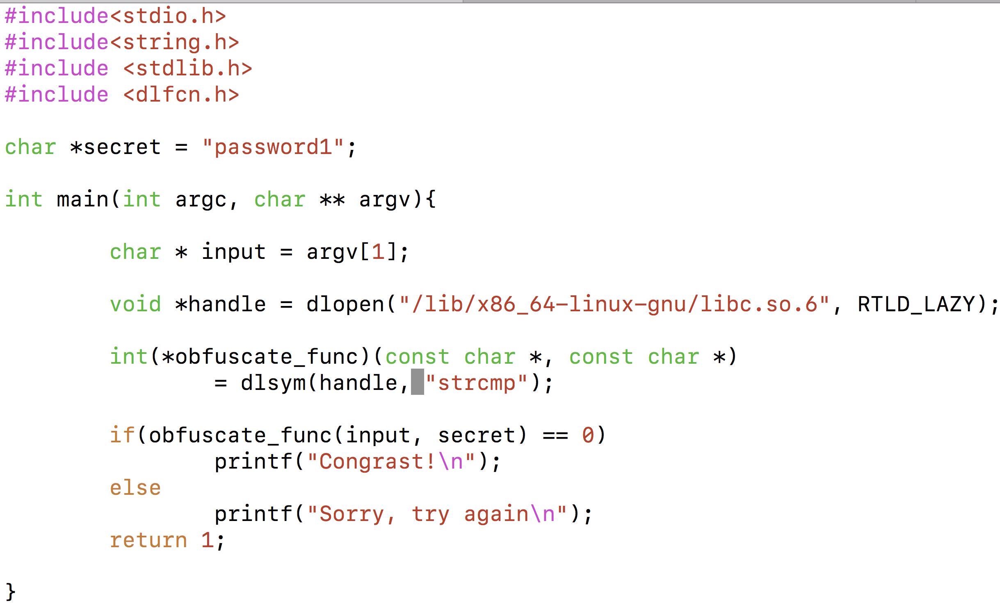 #include<stdio.h>
#include<string.h>
#include <stdlib.h>
#include <dlfcn.h>
char *secret = "password1";
int main(int argc, char ** argv){
char * input = argv[1];
void *handle = dlopen("/lib/x86_64-linux-gnu/libc.so.6", RTLD_LAZY);
int(*obfuscate_func)(const char *, const char *)
= dlsym(handle, "strcmp");
if(obfuscate_func(input, secret) == 0)
printf("Congrast!\n");
else
printf("Sorry, try again\n");
return 1;
}